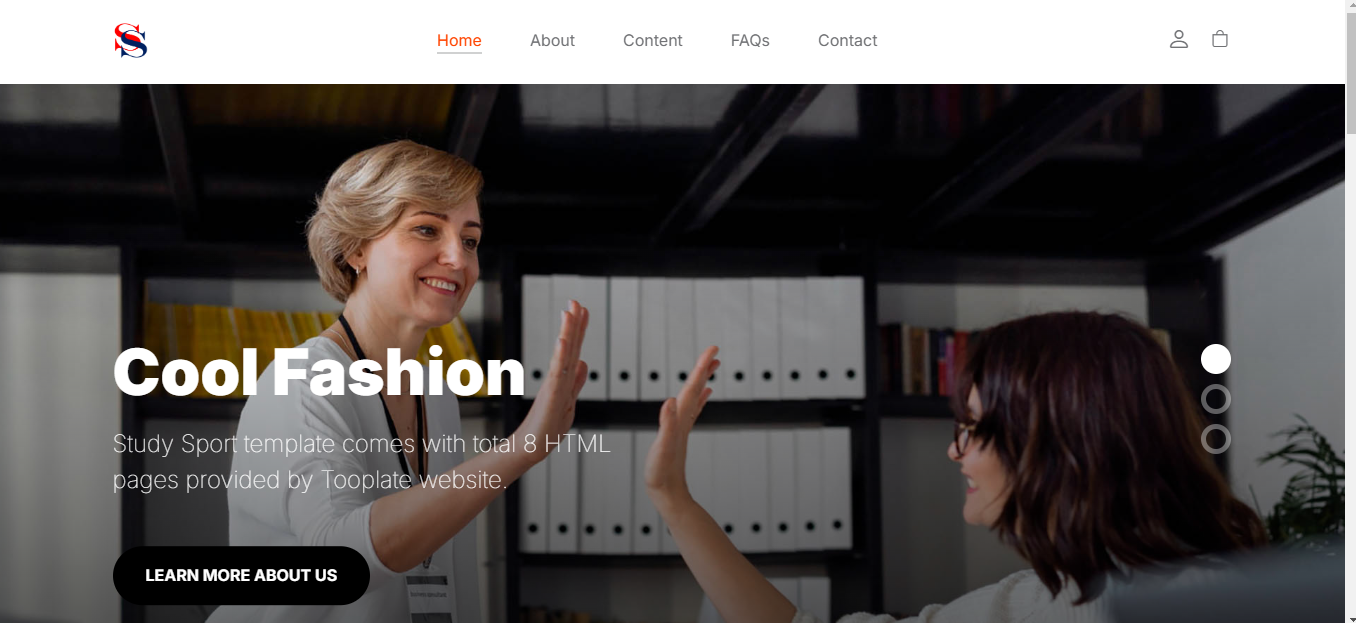 Home
About
Content
FAQs
Contact
Cool Fashion
Study Sport template comes with total 8 HTML
pages provided by Tooplate website.
LEARN MORE ABOUT US